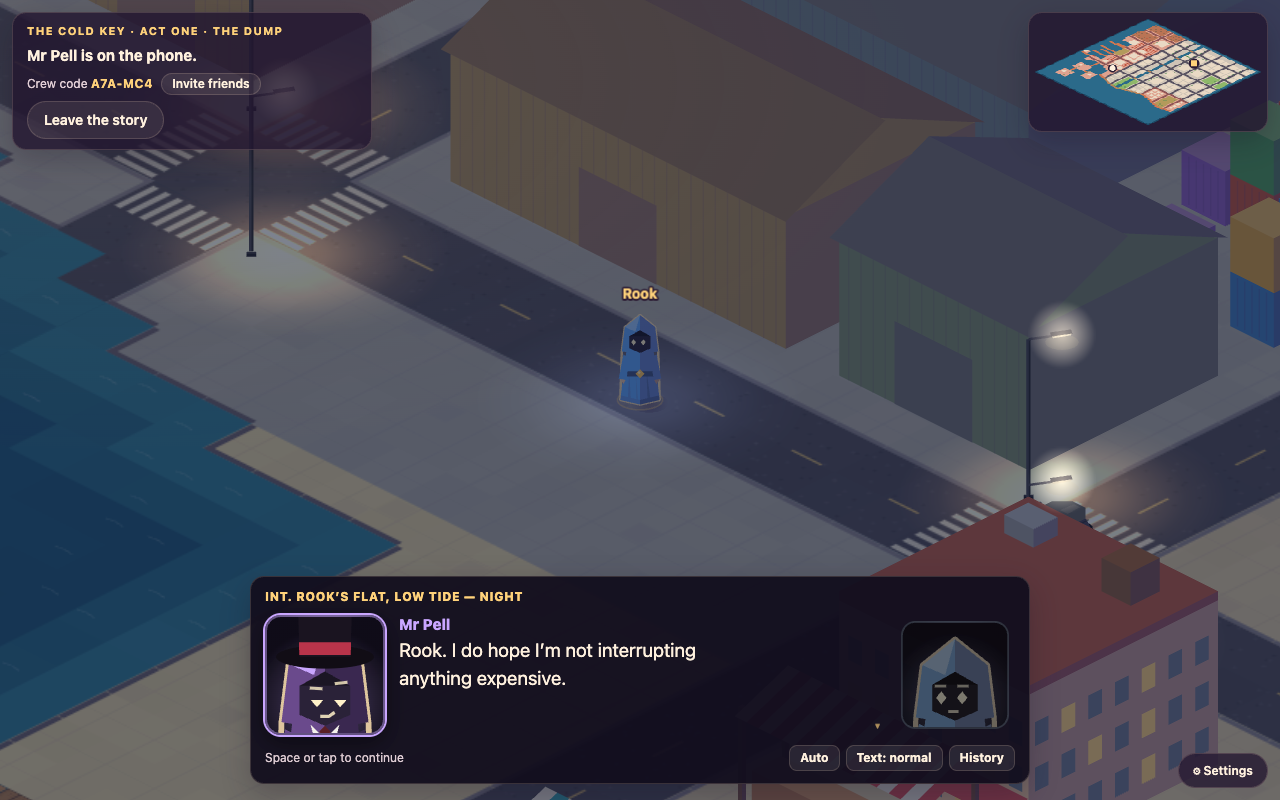 THE COLD KEY · ACT ONE · THE DUMP
Mr Pell is on the phone.
Crew code A7A-MC4 Invite friends
Leave the story
Rook
INT. ROOK'S FLAT, LOW TIDE — NIGHT
Mr Pell
Rook. I do hope I'm not interrupting
anything expensive.
Space or tap to continue
Auto
Text: normal
History
Settings